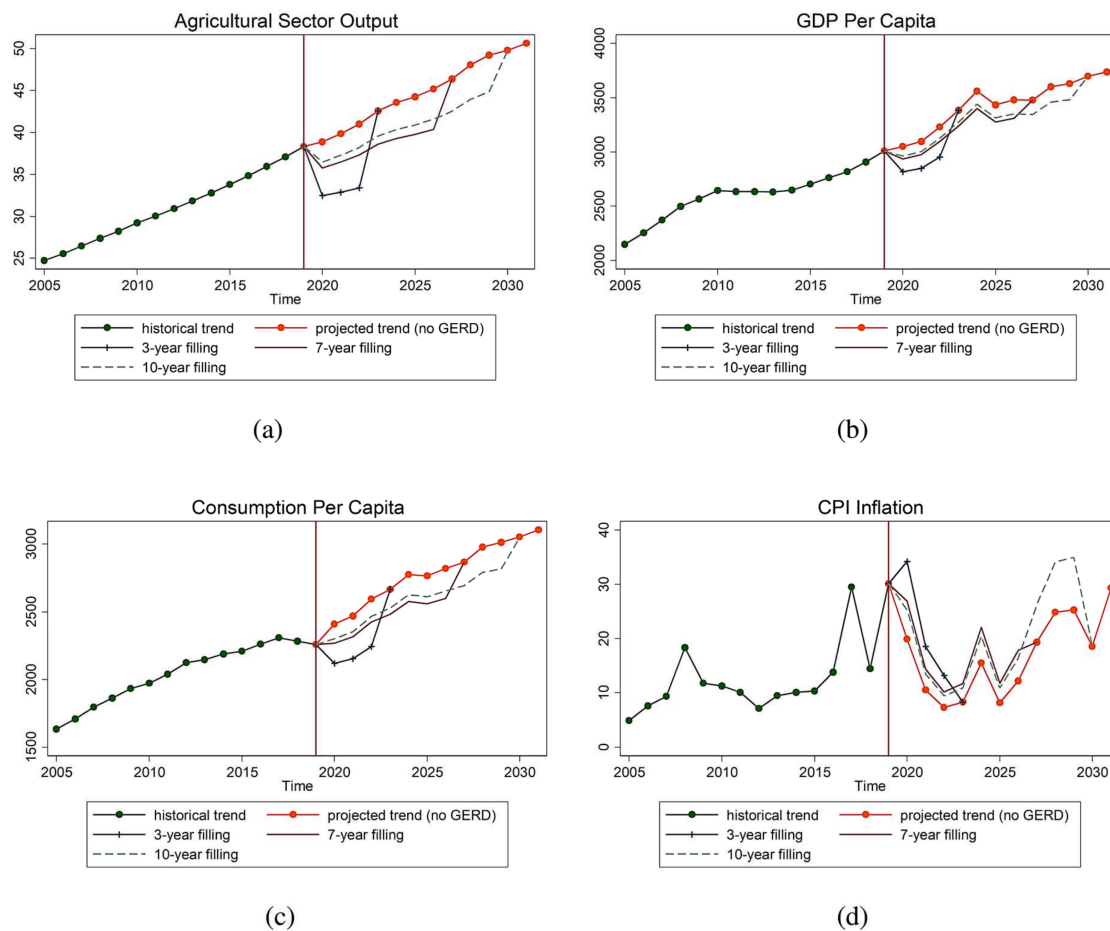 Agricultural Sector Output
50
45
40
35
30
25
2005 2010 2015 2020 2025 2030
Time
historical trend projected trend (no GERD)
3-year filling 7-year filling
10-year filling
(a)
GDP Per Capita
4000
3500
3000
2500
2000
2005 2010 2015 2020 2025 2030
Time
historical trend projected trend (no GERD)
3-year filling 7-year filling
10-year filling
(b)
Consumption Per Capita
3000
2500
2000
1500
2005 2010 2015 2020 2025 2030
Time
historical trend projected trend (no GERD)
3-year filling 7-year filling
10-year filling
(c)
CPI Inflation
40
30
20
10
0
2005 2010 2015 2020 2025 2030
Time
historical trend projected trend (no GERD)
3-year filling 7-year filling
10-year filling
(d)